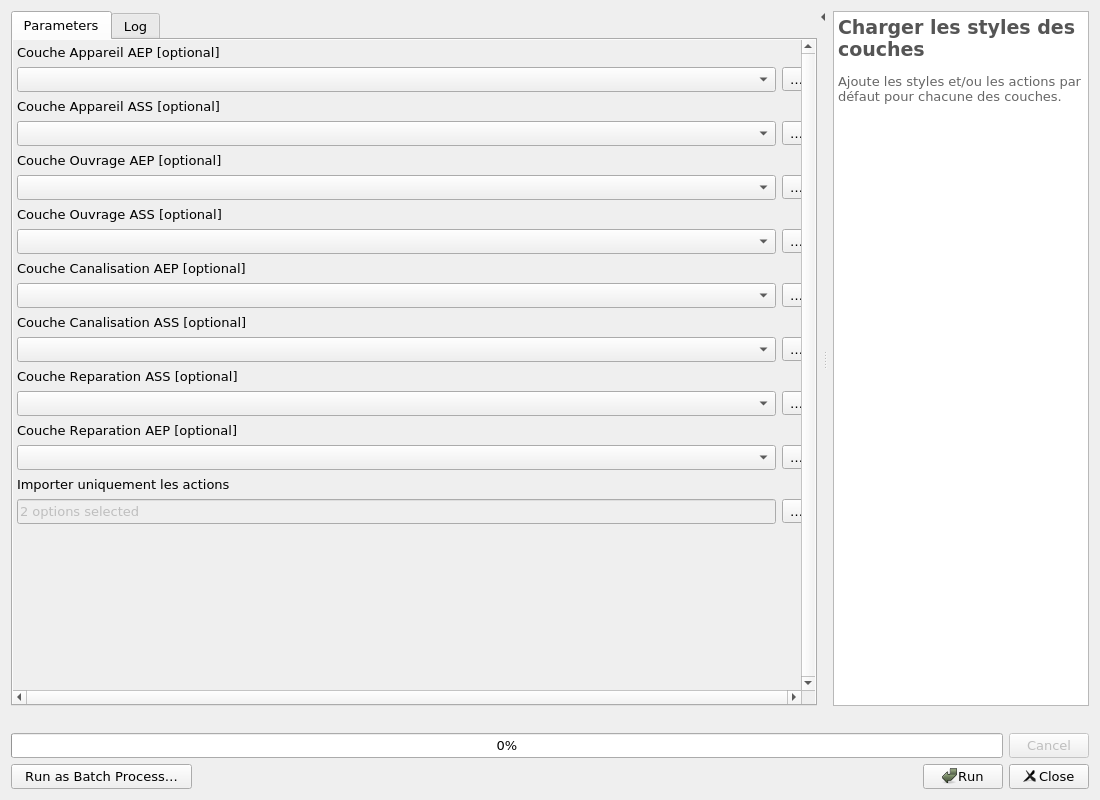 Parameters
Log
Couche Appareil AEP [optional]
...
Couche Appareil ASS [optional]
...
Couche Ouvrage AEP [optional]
...
Couche Ouvrage ASS [optional]
...
Couche Canalisation AEP [optional]
...
Couche Canalisation ASS [optional]
...
Couche Reparation ASS [optional]
...
Couche Reparation AEP [optional]
...
Importer uniquement les actions
2 options selected
...
Charger les styles des
couches
Ajoute les styles et/ou les actions par
défaut pour chacune des couches.
0%
Cancel
Run as Batch Process...
Run
Close